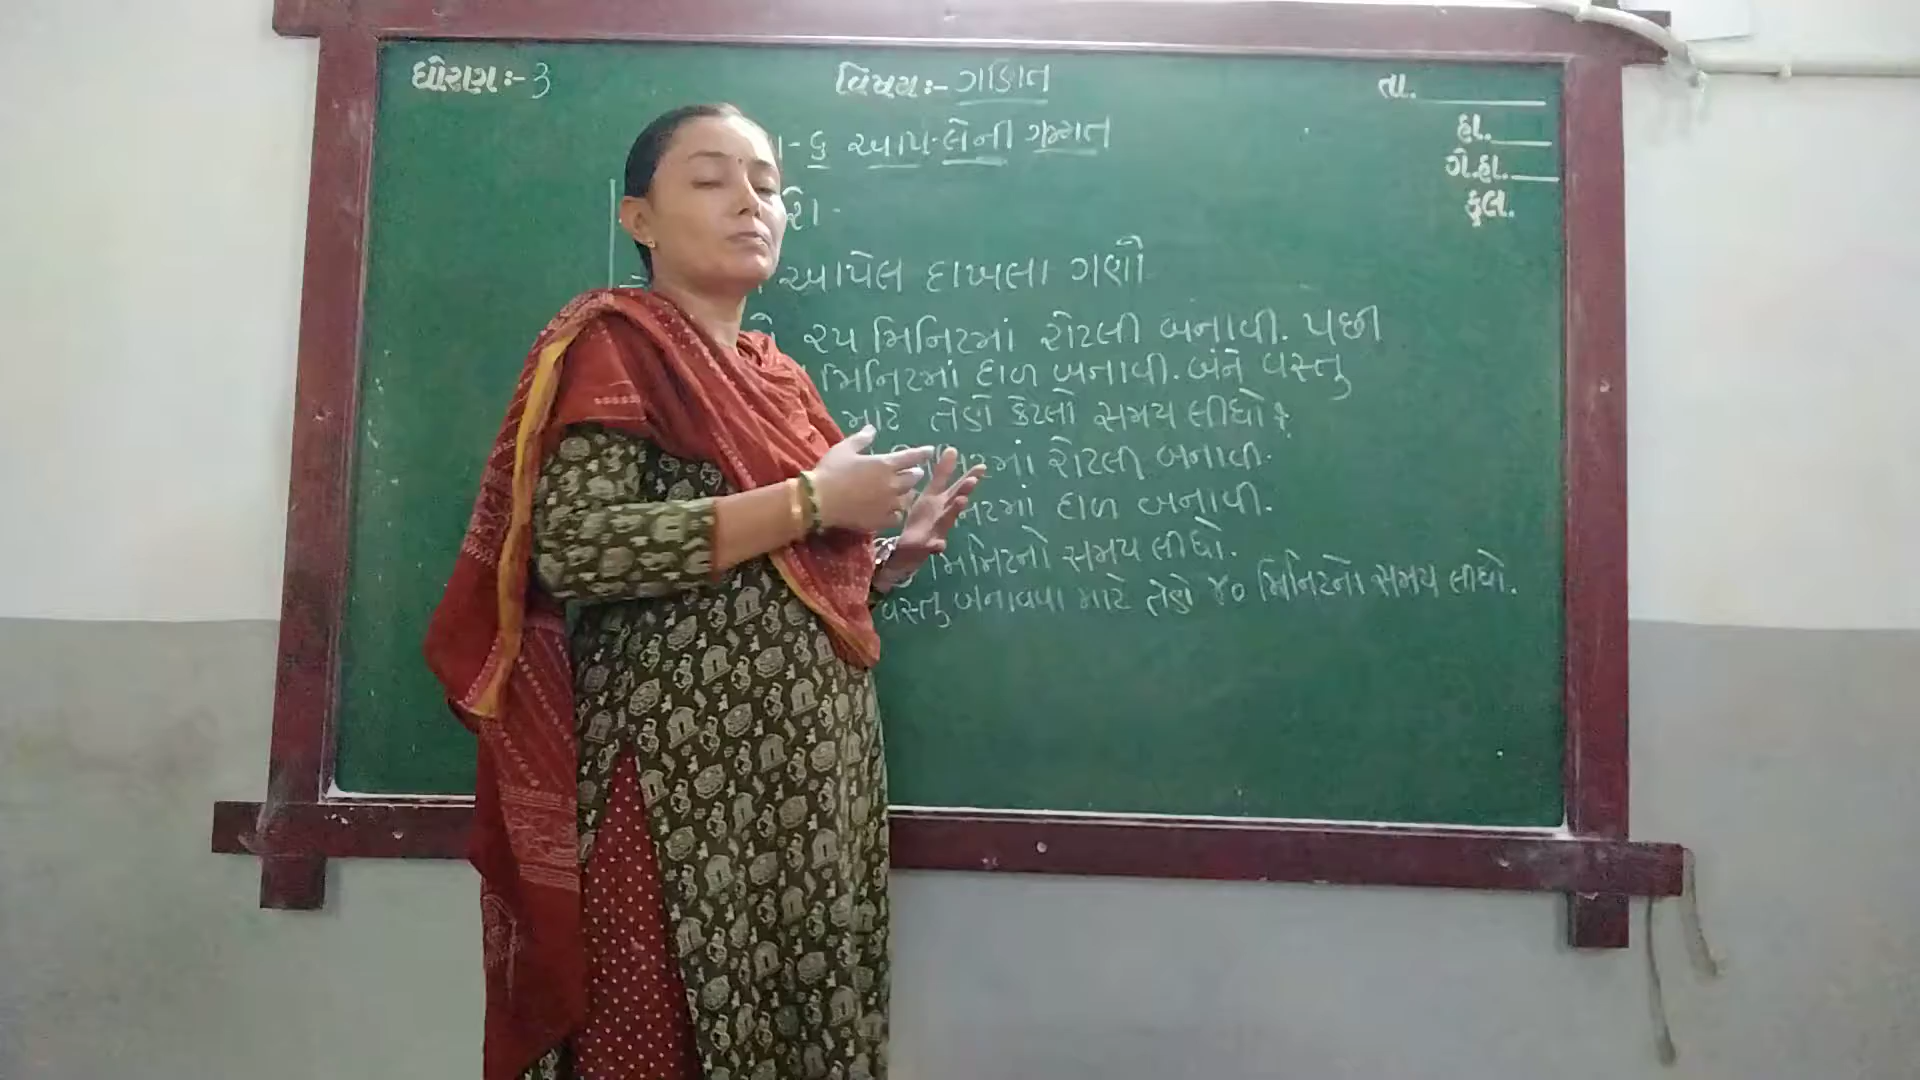 ધોરણ:- 3
વિષય:- ગણિત
તા.
હા.
ગે.હા.
કુલ.
- ૬ આપ-લેની ગમ્મત
આપેલ દાખલા ગણો
૨૫ મિનિટમાં રોટલી બનાવી. પછી
મિનિટમાં દાળ બનાવી. બંને વસ્તુ
માટે તેણે કેટલો સમય લીધો?
રોટલી બનાવી.
દાળ બનાવી.
મિનિટનો સમય લીધો.
વસ્તુ બનાવવા માટે તેણે ૪૦ મિનિટનો સમય લીધો.